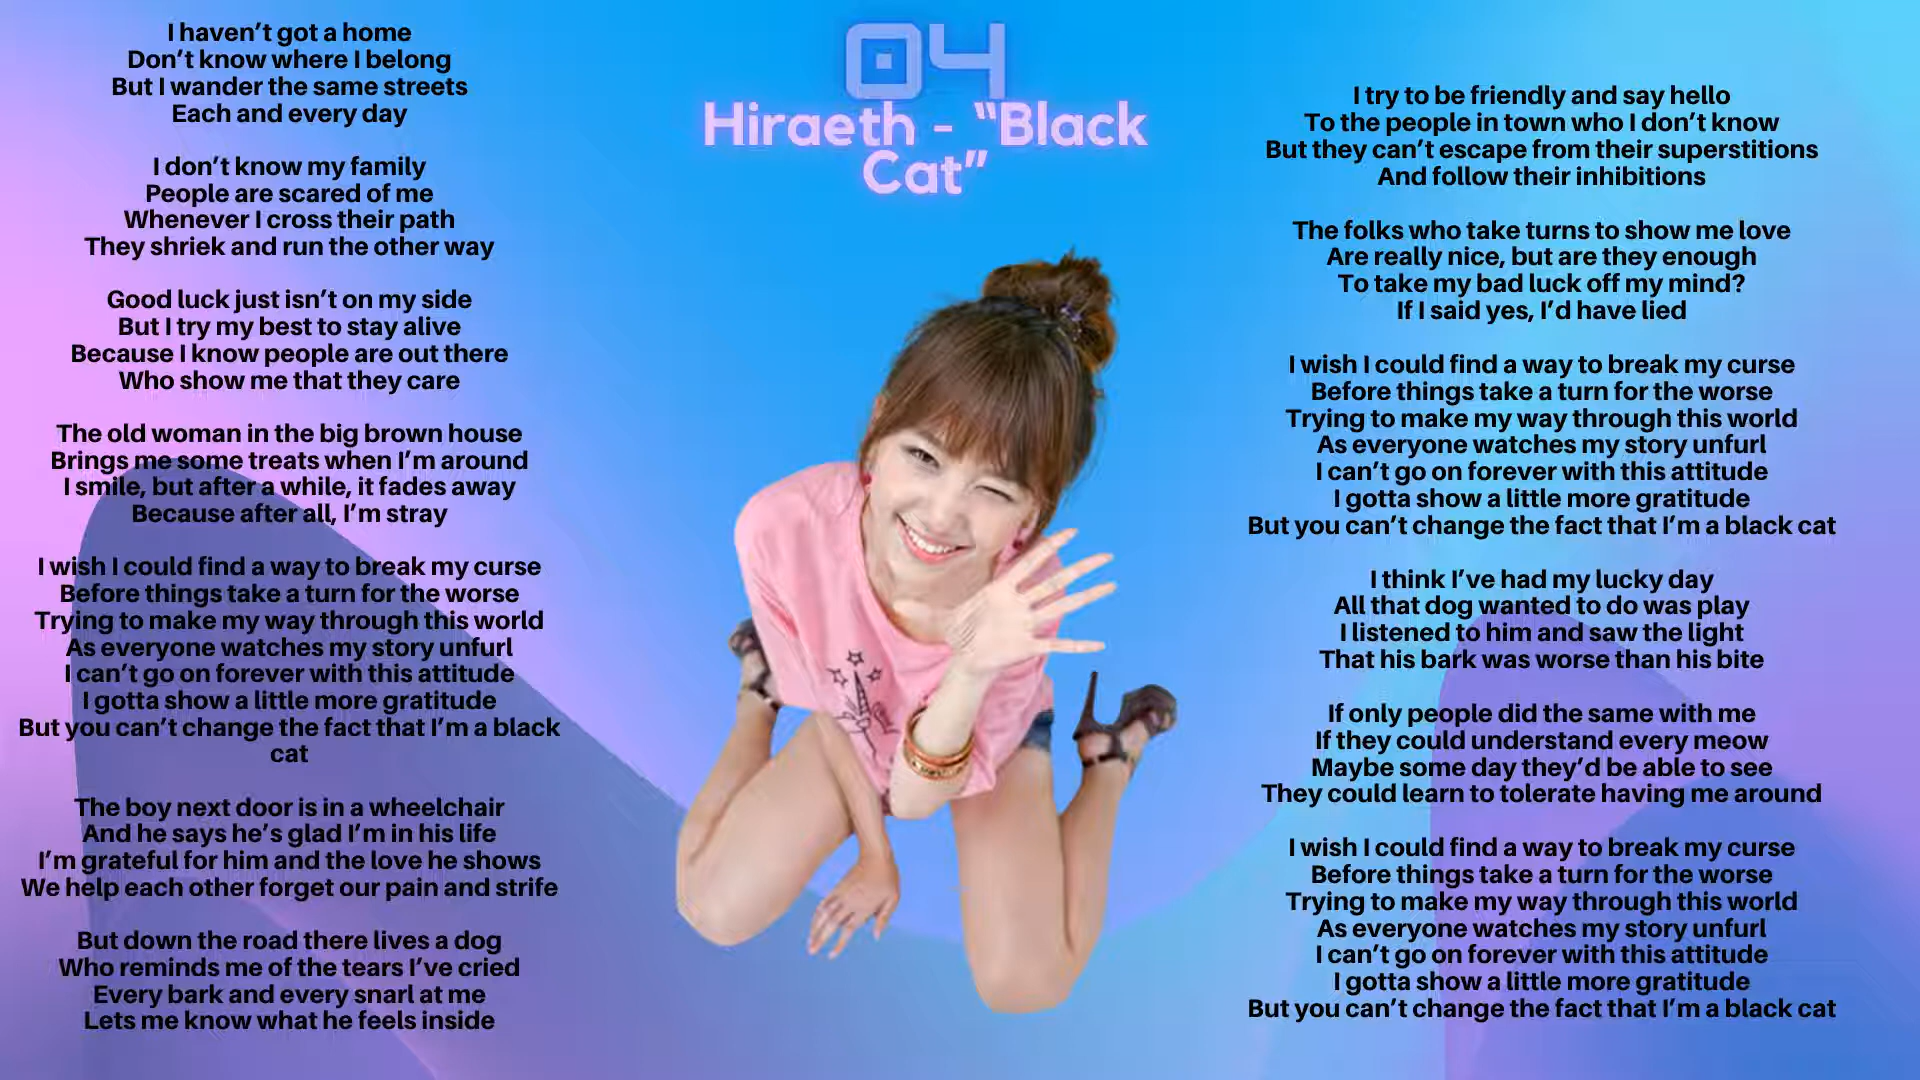 04
Hiraeth - “Black
Cat”
I haven’t got a home
Don’t know where I belong
But I wander the same streets
Each and every day
I don’t know my family
People are scared of me
Whenever I cross their path
They shriek and run the other way
Good luck just isn’t on my side
But I try my best to stay alive
Because I know people are out there
Who show me that they care
The old woman in the big brown house
Brings me some treats when I’m around
I smile, but after a while, it fades away
Because after all, I’m stray
I wish I could find a way to break my curse
Before things take a turn for the worse
Trying to make my way through this world
As everyone watches my story unfurl
I can’t go on forever with this attitude
I gotta show a little more gratitude
But you can’t change the fact that I’m a black
cat
The boy next door is in a wheelchair
And he says he’s glad I’m in his life
I’m grateful for him and the love he shows
We help each other forget our pain and strife
But down the road there lives a dog
Who reminds me of the tears I’ve cried
Every bark and every snarl at me
Lets me know what he feels inside
I try to be friendly and say hello
To the people in town who I don’t know
But they can’t escape from their superstitions
And follow their inhibitions
The folks who take turns to show me love
Are really nice, but are they enough
To take my bad luck off my mind?
If I said yes, I’d have lied
I wish I could find a way to break my curse
Before things take a turn for the worse
Trying to make my way through this world
As everyone watches my story unfurl
I can’t go on forever with this attitude
I gotta show a little more gratitude
But you can’t change the fact that I’m a black cat
I think I’ve had my lucky day
All that dog wanted to do was play
I listened to him and saw the light
That his bark was worse than his bite
If only people did the same with me
If they could understand every meow
Maybe some day they’d be able to see
They could learn to tolerate having me around
I wish I could find a way to break my curse
Before things take a turn for the worse
Trying to make my way through this world
As everyone watches my story unfurl
I can’t go on forever with this attitude
I gotta show a little more gratitude
But you can’t change the fact that I’m a black cat